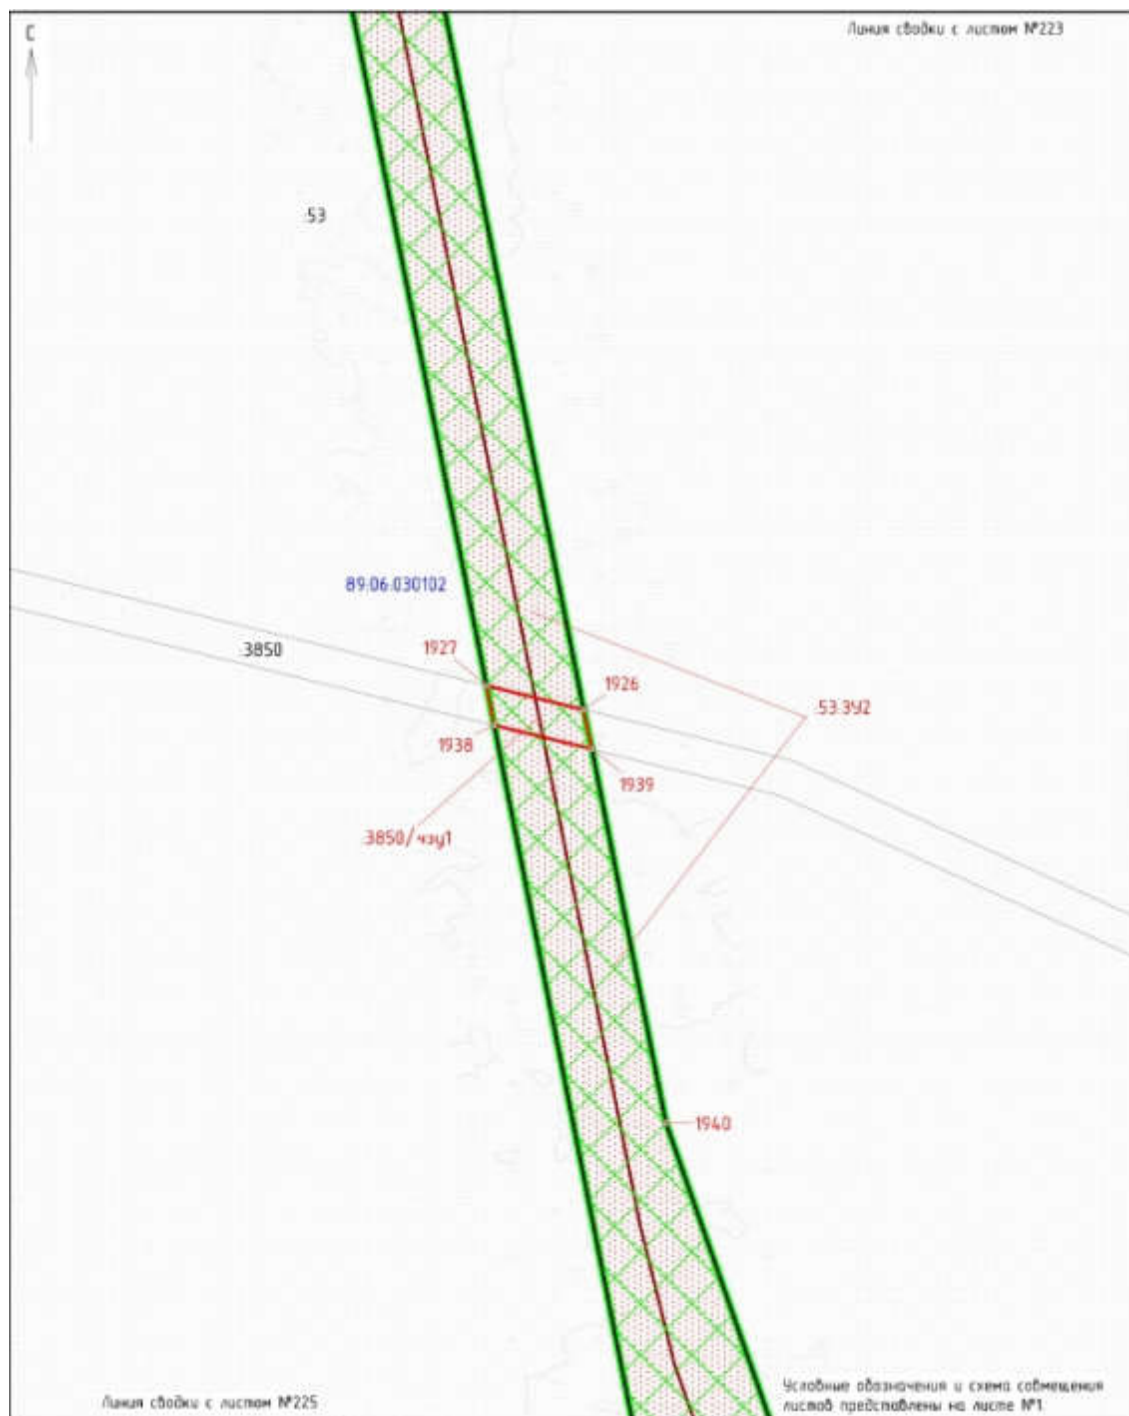 Линия сводки с листом №223
С
:53
89:06:030102
1927
:3850
1926
:53:ЗУ2
1938
1939
:3850/чзу1
1940
Условные обозначения и схема совмещения
листов представлены на листе №1
Линия сводки с листом №225